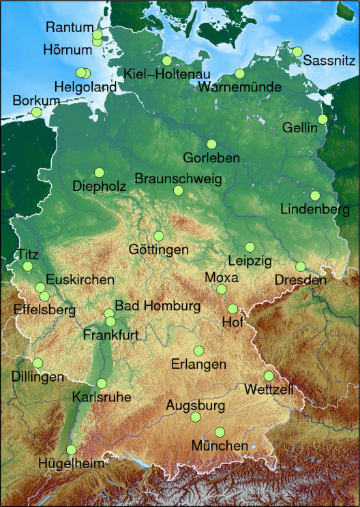 Rantum
Hörnum
Sassnitz
Kiel−Holtenau
Helgoland
Warnemünde
Borkum
Gellin
Gorleben
Braunschweig
Diepholz
Lindenberg
Göttingen
Leipzig
Titz
Moxa
Dresden
Euskirchen
Effelsberg
Bad Homburg
Hof
Frankfurt
Erlangen
Dillingen
Wettzell
Karlsruhe
Augsburg
München
Hügelheim